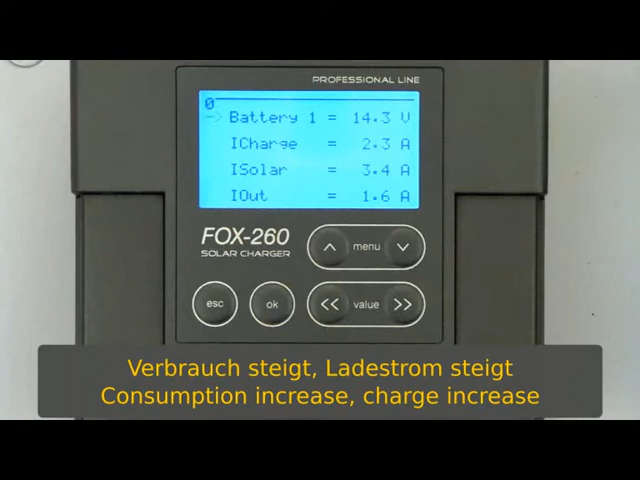 PROFESSIONAL LINE
0
-> Battery 1 = 14.3 V
ICharge = 2.3 A
ISolar = 3.4 A
IOut = 1.6 A
FOX-260
SOLAR CHARGER
menu
esc
ok
<<
value
>>
Verbrauch steigt, Ladestrom steigt
Consumption increase, charge increase